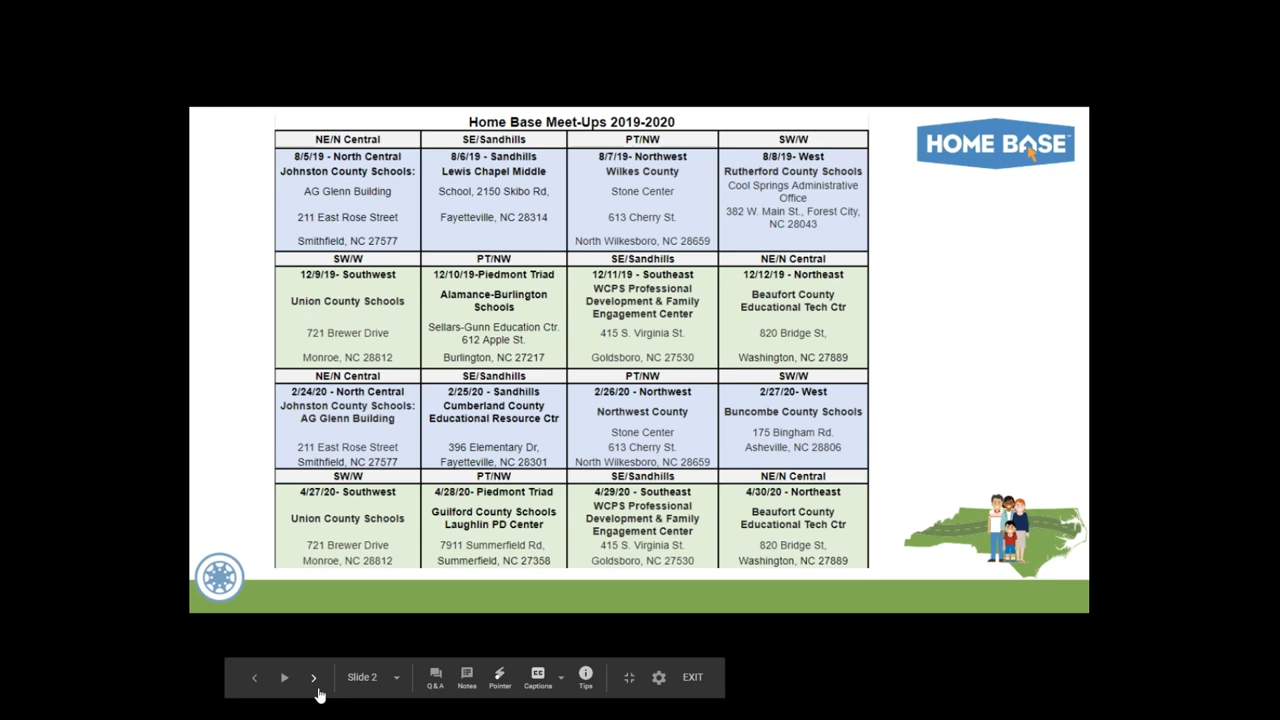 Home Base Meet-Ups 2019-2020
HOME BASE™
NE/N Central
SE/Sandhills
PT/NW
SW/W
8/5/19 - North Central
Johnston County Schools:
AG Glenn Building
211 East Rose Street
Smithfield, NC 27577
8/6/19 - Sandhills
Lewis Chapel Middle
School, 2150 Skibo Rd,
Fayetteville, NC 28314
8/7/19- Northwest
Wilkes County
Stone Center
613 Cherry St.
North Wilkesboro, NC 28659
8/8/19- West
Rutherford County Schools
Cool Springs Administrative
Office
382 W. Main St., Forest City,
NC 28043
SW/W
PT/NW
SE/Sandhills
NE/N Central
12/9/19- Southwest
Union County Schools
721 Brewer Drive
Monroe, NC 28812
12/10/19-Piedmont Triad
Alamance-Burlington
Schools
Sellars-Gunn Education Ctr.
612 Apple St.
Burlington, NC 27217
12/11/19 - Southeast
WCPS Professional
Development & Family
Engagement Center
415 S. Virginia St.
Goldsboro, NC 27530
12/12/19 - Northeast
Beaufort County
Educational Tech Ctr
820 Bridge St,
Washington, NC 27889
NE/N Central
SE/Sandhills
PT/NW
SW/W
2/24/20 - North Central
Johnston County Schools:
AG Glenn Building
211 East Rose Street
Smithfield, NC 27577
2/25/20 - Sandhills
Cumberland County
Educational Resource Ctr
396 Elementary Dr,
Fayetteville, NC 28301
2/26/20 - Northwest
Northwest County
Stone Center
613 Cherry St.
North Wilkesboro, NC 28659
2/27/20- West
Buncombe County Schools
175 Bingham Rd.
Asheville, NC 28806
SW/W
PT/NW
SE/Sandhills
NE/N Central
4/27/20- Southwest
Union County Schools
721 Brewer Drive
Monroe, NC 28812
4/28/20- Piedmont Triad
Guilford County Schools
Laughlin PD Center
7911 Summerfield Rd,
Summerfield, NC 27358
4/29/20 - Southeast
WCPS Professional
Development & Family
Engagement Center
415 S. Virginia St.
Goldsboro, NC 27530
4/30/20 - Northeast
Beaufort County
Educational Tech Ctr
820 Bridge St,
Washington, NC 27889
Slide 2
Q & A
Notes
Pointer
CC
Captions
Tips
EXIT